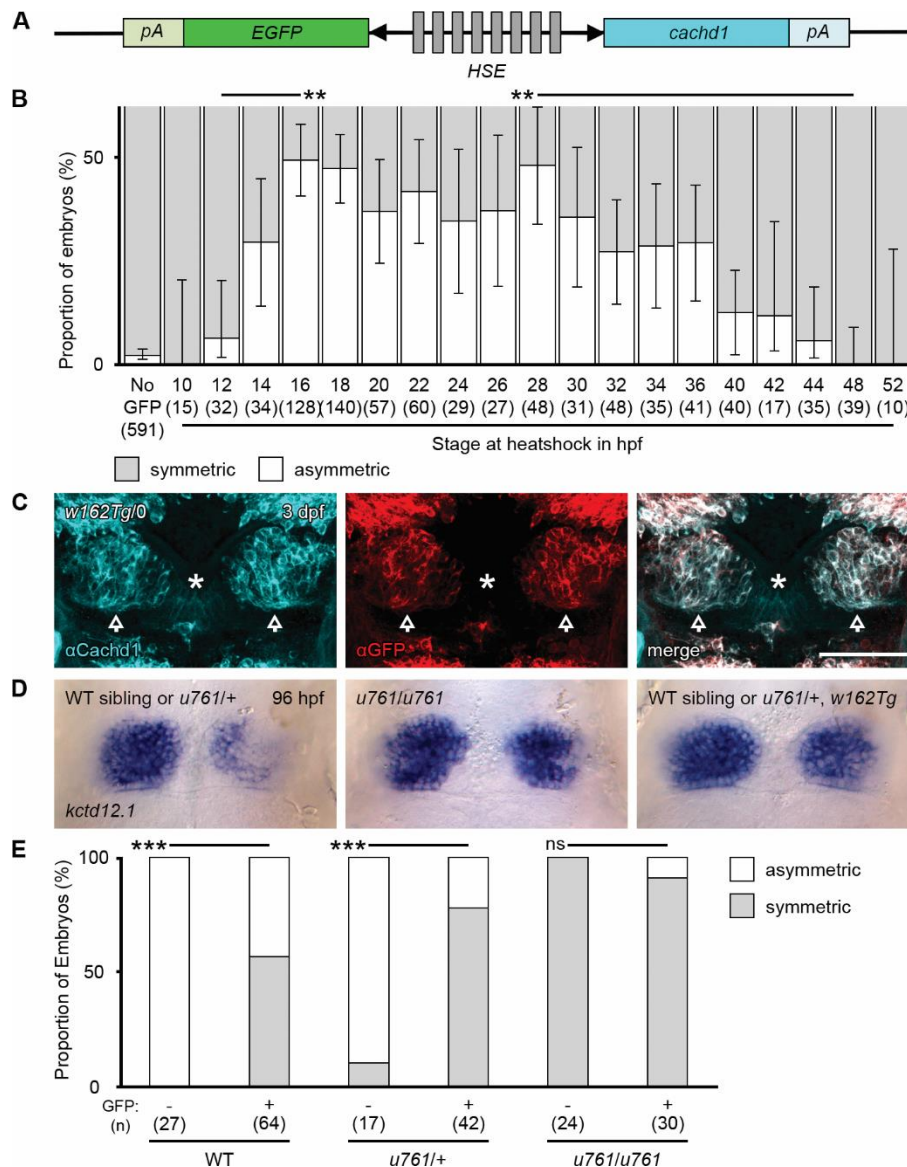 A
pA EGFP cachd1 pA
HSE
B
** **
Proportion of embryos (%)
50
0
No 10 12 14 16 18 20 22 24 26 28 30 32 34 36 40 42 44 48 52
GFP (15) (32) (34) (128) (140) (57) (60) (29) (27) (48) (31) (48) (35) (41) (40) (17) (35) (39) (10)
(591)
Stage at heatshock in hpf
symmetric asymmetric
C
w162Tg/0 3 dpf
* * *
αCachd1 αGFP merge
D
WT sibling or u761/+ 96 hpf u761/u761 WT sibling or u761/+, w162Tg
kctd12.1
E
*** *** ns
Proportion of Embryos (%)
100
50
0
asymmetric
symmetric
GFP: - + - + - +
(n) (27) (64) (17) (42) (24) (30)
WT u761/+ u761/u761